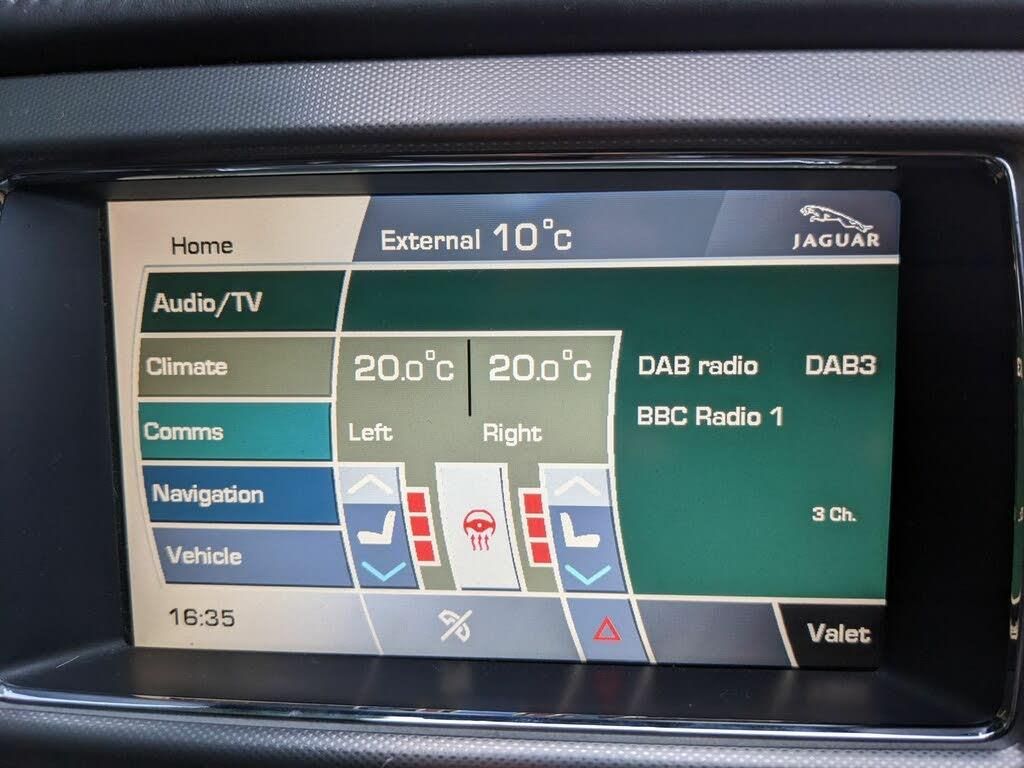 Home
External 10°C
JAGUAR
Audio/TV
Climate
20.0°C
20.0°C
DAB radio DAB3
Comms
Left
Right
BBC Radio 1
Navigation
3 Ch.
Vehicle
16:35
Valet